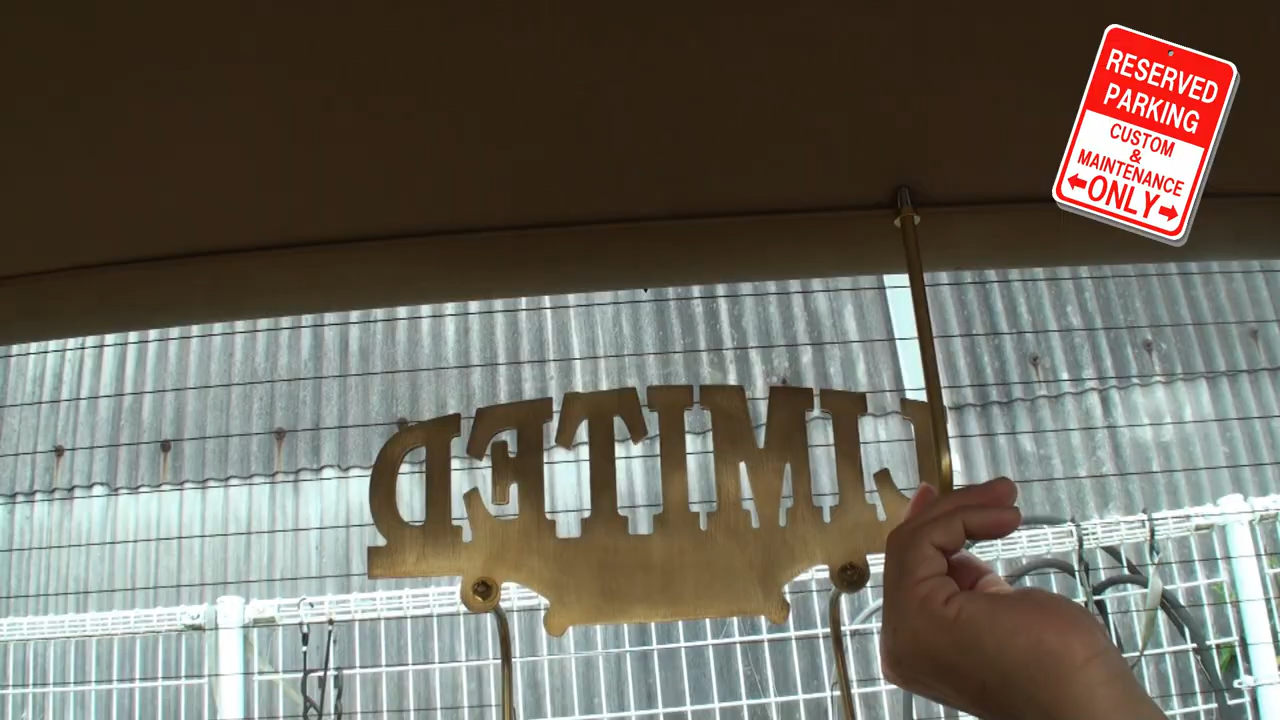 RESERVED
PARKING
CUSTOM
&
MAINTENANCE
ONLY
LIMITED